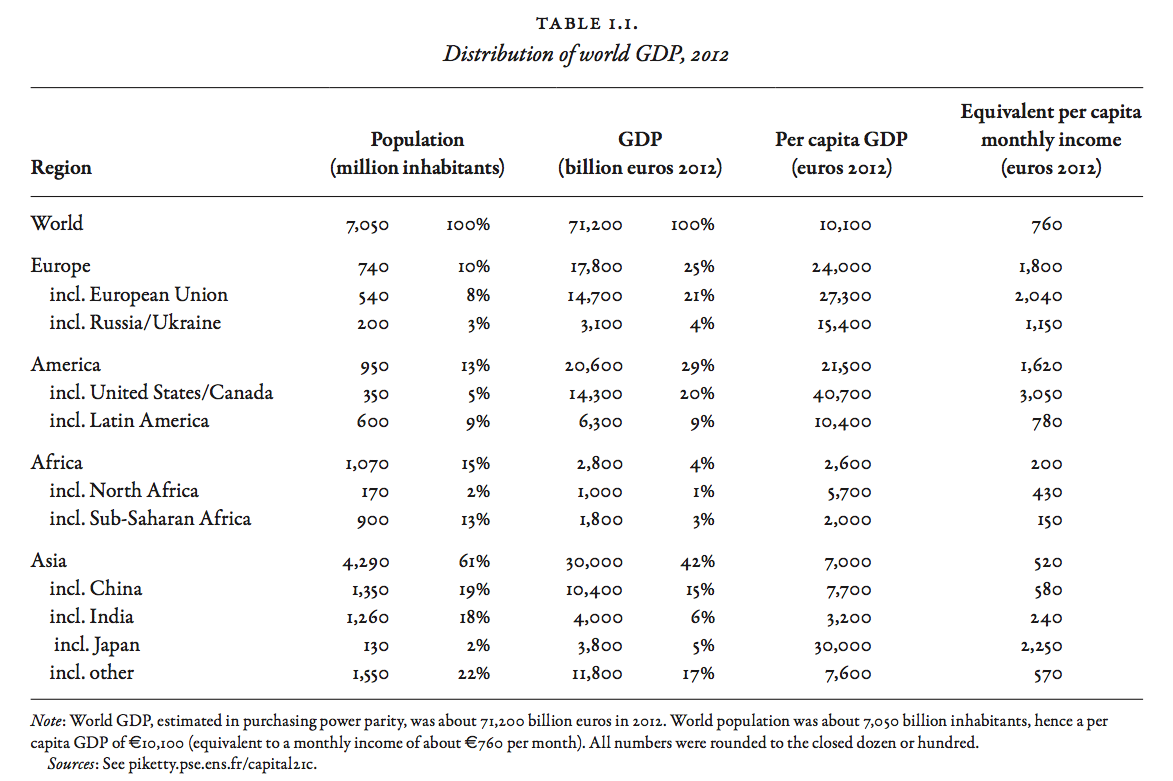 TABLE 1.1.
Distribution of world GDP, 2012
Equivalent per capita
Population GDP Per capita GDP monthly income
Region (million inhabitants) (billion euros 2012) (euros 2012) (euros 2012)
World 7,050 100% 71,200 100% 10,100 760
Europe 740 10% 17,800 25% 24,000 1,800
incl. European Union 540 8% 14,700 21% 27,300 2,040
incl. Russia/Ukraine 200 3% 3,100 4% 15,400 1,150
America 950 13% 20,600 29% 21,500 1,620
incl. United States/Canada 350 5% 14,300 20% 40,700 3,050
incl. Latin America 600 9% 6,300 9% 10,400 780
Africa 1,070 15% 2,800 4% 2,600 200
incl. North Africa 170 2% 1,000 1% 5,700 430
incl. Sub-Saharan Africa 900 13% 1,800 3% 2,000 150
Asia 4,290 61% 30,000 42% 7,000 520
incl. China 1,350 19% 10,400 15% 7,700 580
incl. India 1,260 18% 4,000 6% 3,200 240
incl. Japan 130 2% 3,800 5% 30,000 2,250
incl. other 1,550 22% 11,800 17% 7,600 570
Note: World GDP, estimated in purchasing power parity, was about 71,200 billion euros in 2012. World population was about 7,050 billion inhabitants, hence a per
capita GDP of €10,100 (equivalent to a monthly income of about €760 per month). All numbers were rounded to the closed dozen or hundred.
Sources: See piketty.pse.ens.fr/capital21c.